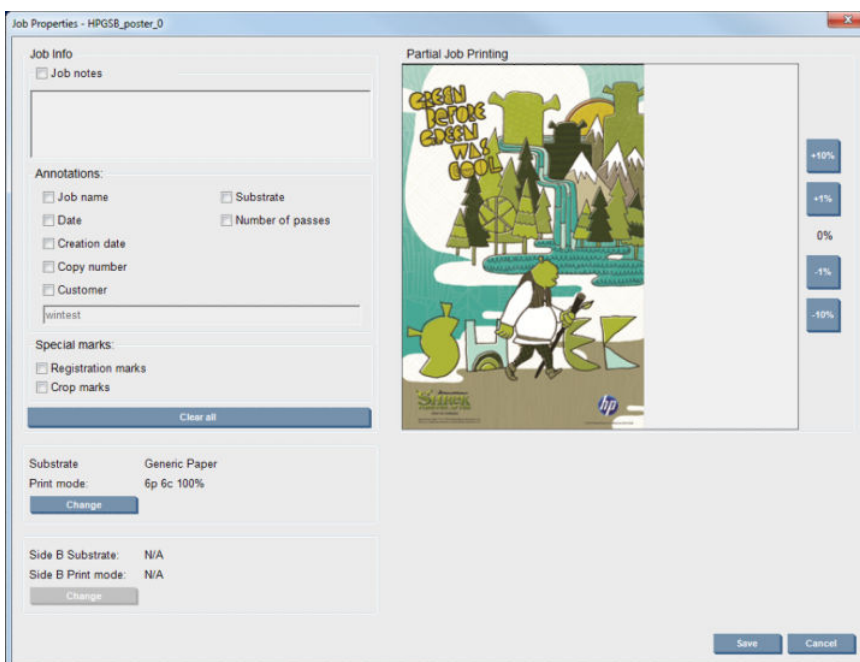 Job Properties - HPGSB_poster_0
Job Info
Job notes
Annotations:
Job name
Substrate
Date
Number of passes
Creation date
Copy number
Customer
wintest
Special marks:
Registration marks
Crop marks
Clear all
Substrate
Generic Paper
Print mode:
6p 6c 100%
Change
Side B Substrate:
N/A
Side B Print mode:
N/A
Change
Partial Job Printing
GREEN
BEFORE
GREEN
WAS
COOL
SHREK
SHREK
hp
+10%
+1%
0%
-1%
-10%
Save
Cancel